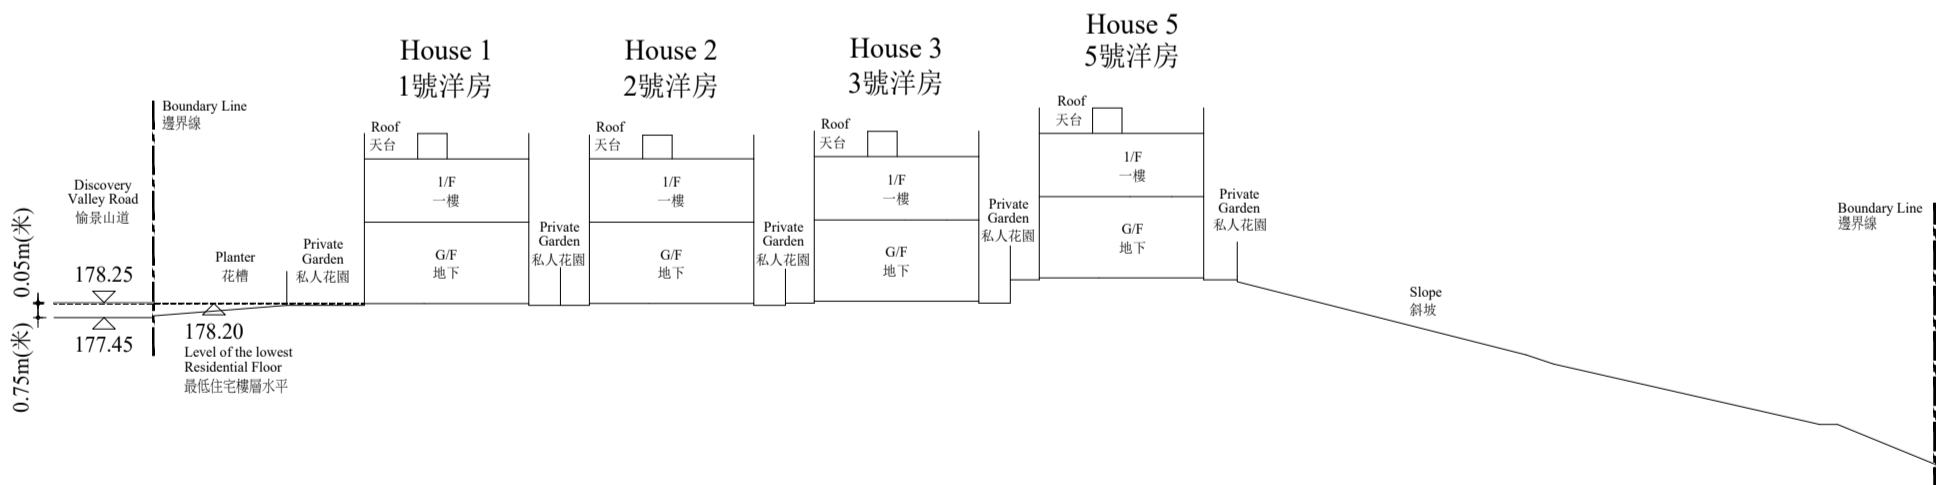 House 1
1號洋房
House 2
2號洋房
House 3
3號洋房
House 5
5號洋房
Boundary Line
邊界線
Roof
天台
Roof
天台
Roof
天台
Roof
天台
1/F
一樓
1/F
一樓
1/F
一樓
1/F
一樓
Discovery
Valley Road
愉景山道
Planter
花槽
Private
Garden
私人花園
G/F
地下
Private
Garden
私人花園
G/F
地下
Private
Garden
私人花園
G/F
地下
Private
Garden
私人花園
G/F
地下
Private
Garden
私人花園
Boundary Line
邊界線
Slope
斜坡
0.05m(米)
178.25
0.75m(米)
177.45
178.20
Level of the lowest
Residential Floor
最低住宅樓層水平